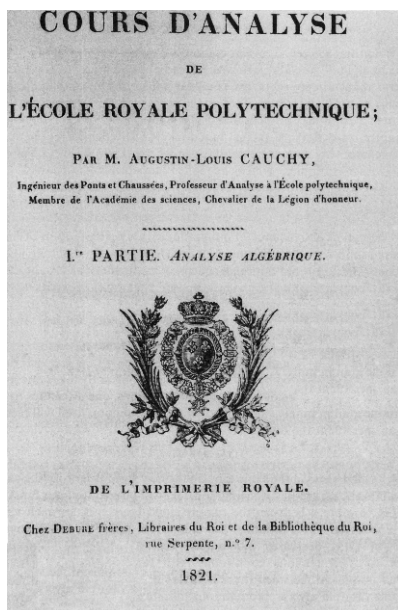 COURS D'ANALYSE
DE
L'ÉCOLE ROYALE POLYTECHNIQUE;
PAR M. AUGUSTIN-LOUIS CAUCHY,
Ingénieur des Ponts et Chaussées, Professeur d'Analyse à l'École polytechnique,
Membre de l'Académie des sciences, Chevalier de la Légion d'honneur.
I.re PARTIE. ANALYSE ALGÉBRIQUE.
DE L'IMPRIMERIE ROYALE.
Chez DEBURE frères, Libraires du Roi et de la Bibliothèque du Roi,
rue Serpente, n.o 7.
1821.